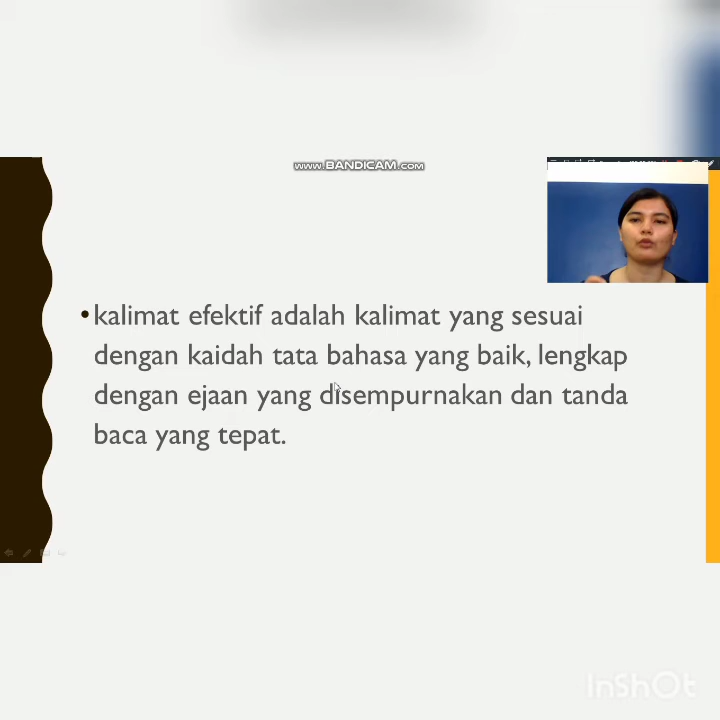 www.BANDICAM.com
•kalimat efektif adalah kalimat yang sesuai
dengan kaidah tata bahasa yang baik, lengkap
dengan ejaan yang disempurnakan dan tanda
baca yang tepat.
InShOt